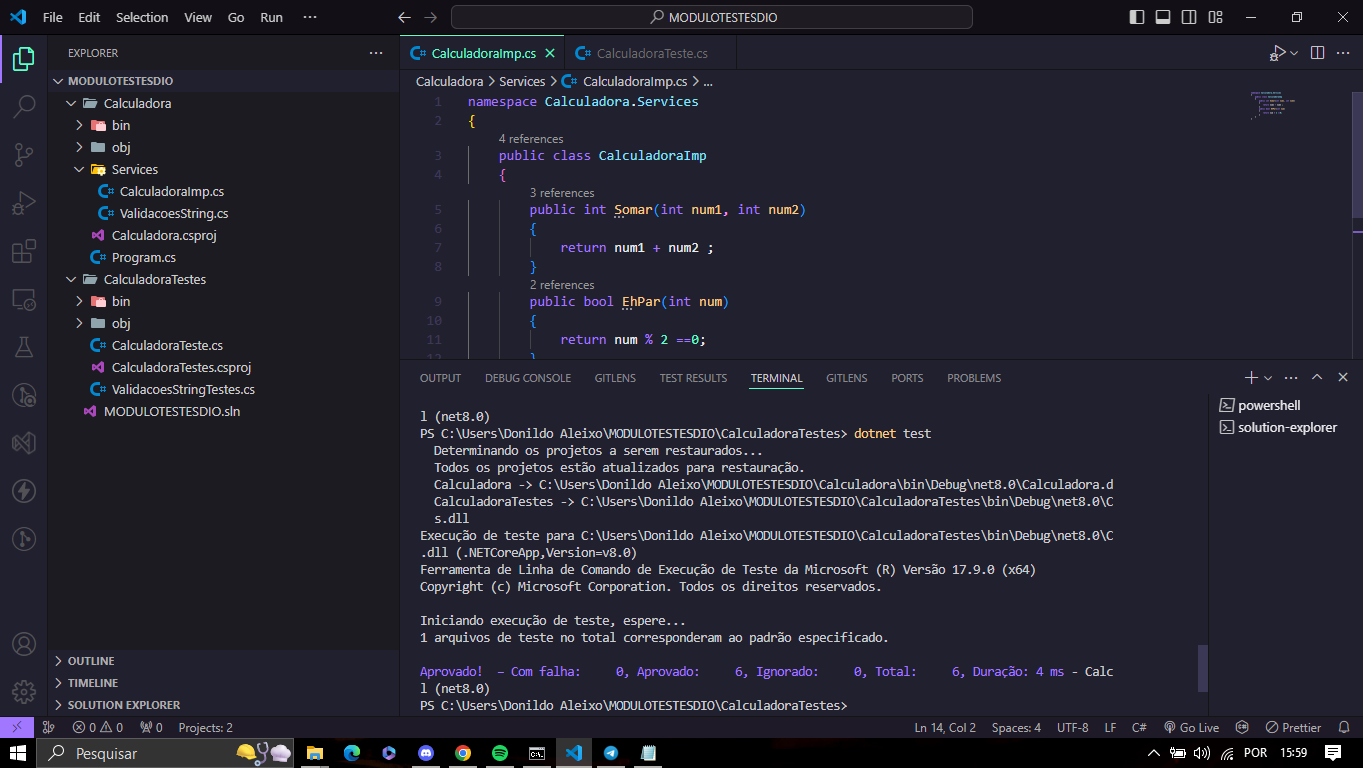 File Edit Selection View Go Run ··· MODULOTESTESDIO
EXPLORER ···
MODULOTESTESDIO
Calculadora
bin
obj
Services
CalculadoraImp.cs
ValidacoesString.cs
Calculadora.csproj
Program.cs
CalculadoraTestes
bin
obj
CalculadoraTeste.cs
CalculadoraTestes.csproj
ValidacoesStringTestes.cs
MODULOTESTESDIO.sln
OUTLINE
TIMELINE
SOLUTION EXPLORER
CalculadoraImp.cs CalculadoraTeste.cs
Calculadora > Services > CalculadoraImp.cs > ...
1 namespace Calculadora.Services
2 {
4 references
3 public class CalculadoraImp
4 {
3 references
5 public int Somar(int num1, int num2)
6 {
7 return num1 + num2 ;
8 }
2 references
9 public bool EhPar(int num)
10 {
11 return num % 2 ==0;
12 }
OUTPUT DEBUG CONSOLE GITLENS TEST RESULTS TERMINAL GITLENS PORTS PROBLEMS
powershell
solution-explorer
l (net8.0)
PS C:\Users\Donildo Aleixo\MODULOTESTESDIO\CalculadoraTestes> dotnet test
Determinando os projetos a serem restaurados...
Todos os projetos estão atualizados para restauração.
Calculadora -> C:\Users\Donildo Aleixo\MODULOTESTESDIO\Calculadora\bin\Debug\net8.0\Calculadora.d
CalculadoraTestes -> C:\Users\Donildo Aleixo\MODULOTESTESDIO\CalculadoraTestes\bin\Debug\net8.0\C
s.dll
Execução de teste para C:\Users\Donildo Aleixo\MODULOTESTESDIO\CalculadoraTestes\bin\Debug\net8.0\C
.dll (.NETCoreApp,Version=v8.0)
Ferramenta de Linha de Comando de Execução de Teste da Microsoft (R) Versão 17.9.0 (x64)
Copyright (c) Microsoft Corporation. Todos os direitos reservados.
Iniciando execução de teste, espere...
1 arquivos de teste no total corresponderam ao padrão especificado.
Aprovado! – Com falha: 0, Aprovado: 6, Ignorado: 0, Total: 6, Duração: 4 ms - Calc
l (net8.0)
PS C:\Users\Donildo Aleixo\MODULOTESTESDIO\CalculadoraTestes>
0 0 0 Projects: 2 Ln 14, Col 2 Spaces: 4 UTF-8 LF C# Go Live Prettier
Pesquisar POR 15:59